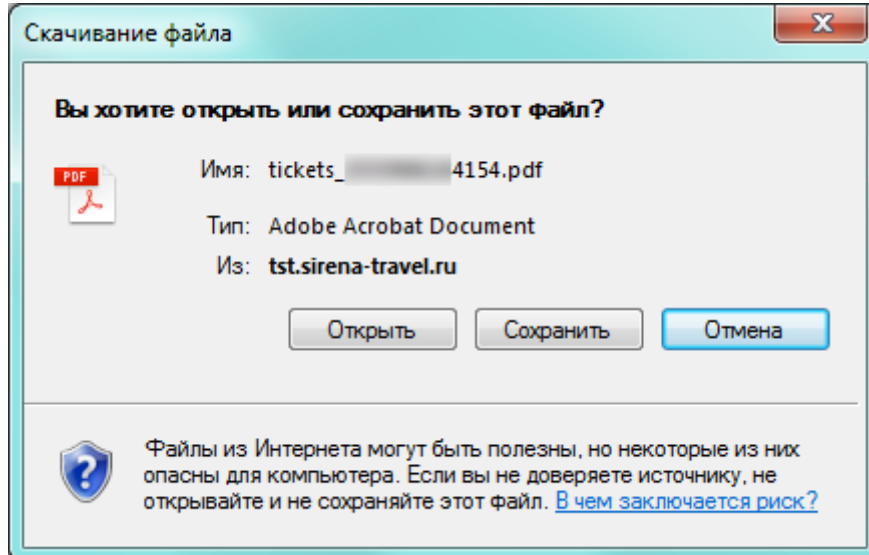 Скачивание файла
Вы хотите открыть или сохранить этот файл?
PDF
Имя: tickets_ 4154.pdf
Тип: Adobe Acrobat Document
Из: tst.sirena-travel.ru
Открыть Сохранить Отмена
Файлы из Интернета могут быть полезны, но некоторые из них
опасны для компьютера. Если вы не доверяете источнику, не
открывайте и не сохраняйте этот файл. В чем заключается риск?